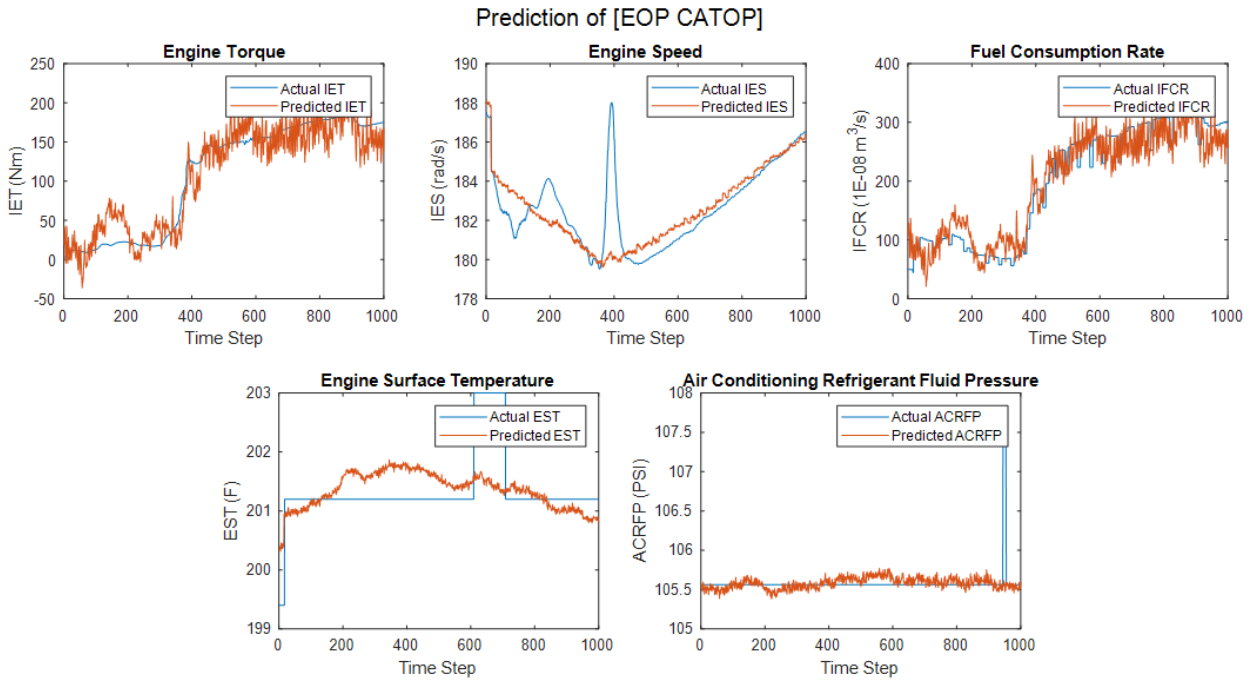 Prediction of [EOP CATOP]
Engine Torque
250
200
150
100
50
0
-50
IET (Nm)
Actual IET
Predicted IET
0 200 400 600 800 1000
Time Step
Engine Speed
190
188
186
184
182
180
178
IES (rad/s)
Actual IES
Predicted IES
0 200 400 600 800 1000
Time Step
Fuel Consumption Rate
400
300
200
100
0
IFCR (1E-08 m³/s)
Actual IFCR
Predicted IFCR
0 200 400 600 800 1000
Time Step
Engine Surface Temperature
203
202
201
200
199
EST (F)
Actual EST
Predicted EST
0 200 400 600 800 1000
Time Step
Air Conditioning Refrigerant Fluid Pressure
108
107.5
107
106.5
106
105.5
105
ACRFP (PSI)
Actual ACRFP
Predicted ACRFP
0 200 400 600 800 1000
Time Step